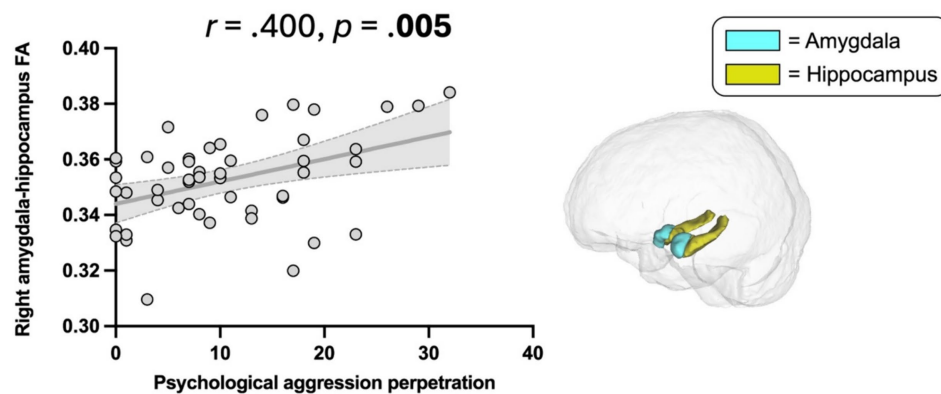 r = .400, p = .005
Right amygdala-hippocampus FA
0.40
0.38
0.36
0.34
0.32
0.30
0 10 20 30 40
Psychological aggression perpetration
= Amygdala
= Hippocampus